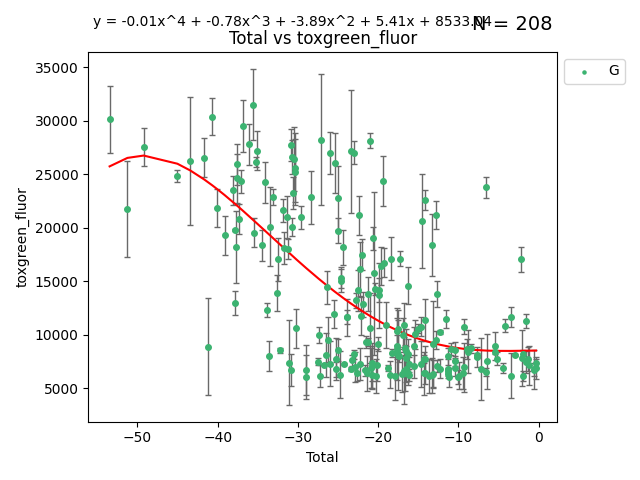 y = -0.01x^4 + -0.78x^3 + -3.89x^2 + 5.41x + 8533.04
N = 208
Total vs toxgreen_fluor
G
35000
30000
25000
20000
15000
10000
5000
toxgreen_fluor
−50 −40 −30 −20 −10 0
Total